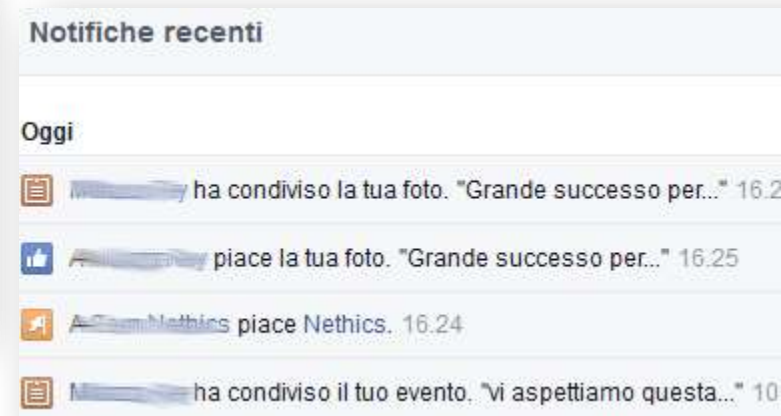 Notifiche recenti
Oggi
ha condiviso la tua foto. "Grande successo per..." 16.2
piace la tua foto. "Grande successo per..." 16.25
Nethics piace Nethics. 16.24
ha condiviso il tuo evento. "vi aspettiamo questa..." 10